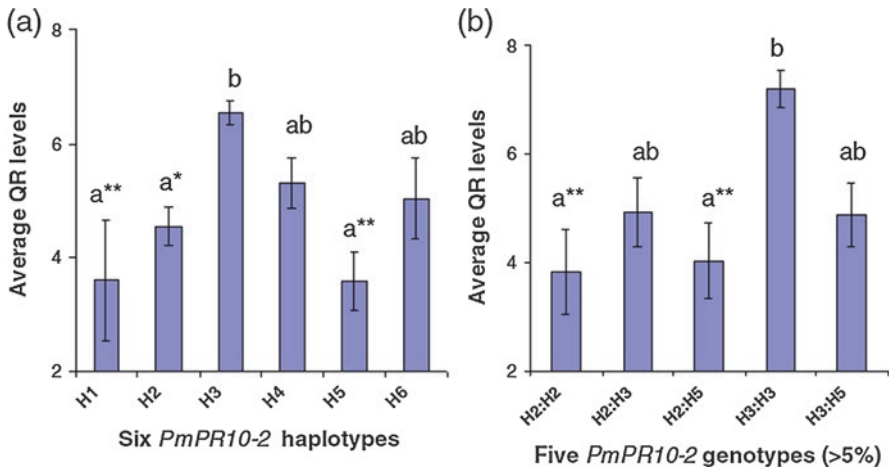 (a)
Average QR levels
8
6
4
2
a**
a*
b
ab
a**
ab
H1
H2
H3
H4
H5
H6
Six PmPR10-2 haplotypes
(b)
Average QR levels
8
6
4
2
a**
ab
a**
b
ab
H2:H2
H2:H3
H2:H5
H3:H3
H3:H5
Five PmPR10-2 genotypes (>5%)